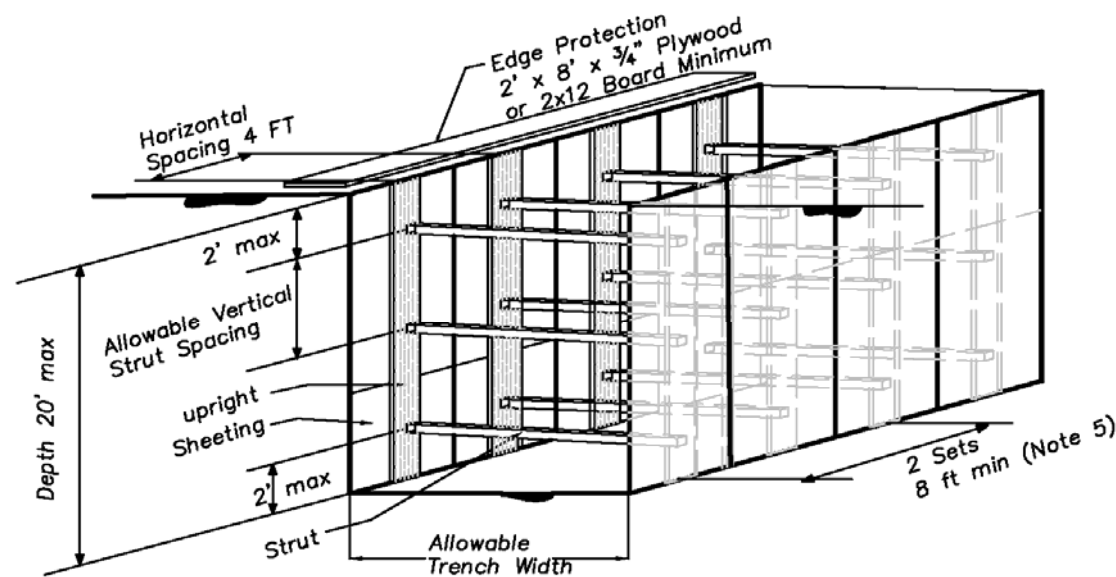 Edge Protection
2' x 8' x ¾" Plywood
or 2x12 Board Minimum
Horizontal
Spacing 4 FT
2' max
Allowable Vertical
Strut Spacing
upright
Sheeting
Depth 20' max
2' max
Strut
Allowable
Trench Width
2 Sets
8 ft min (Note 5)